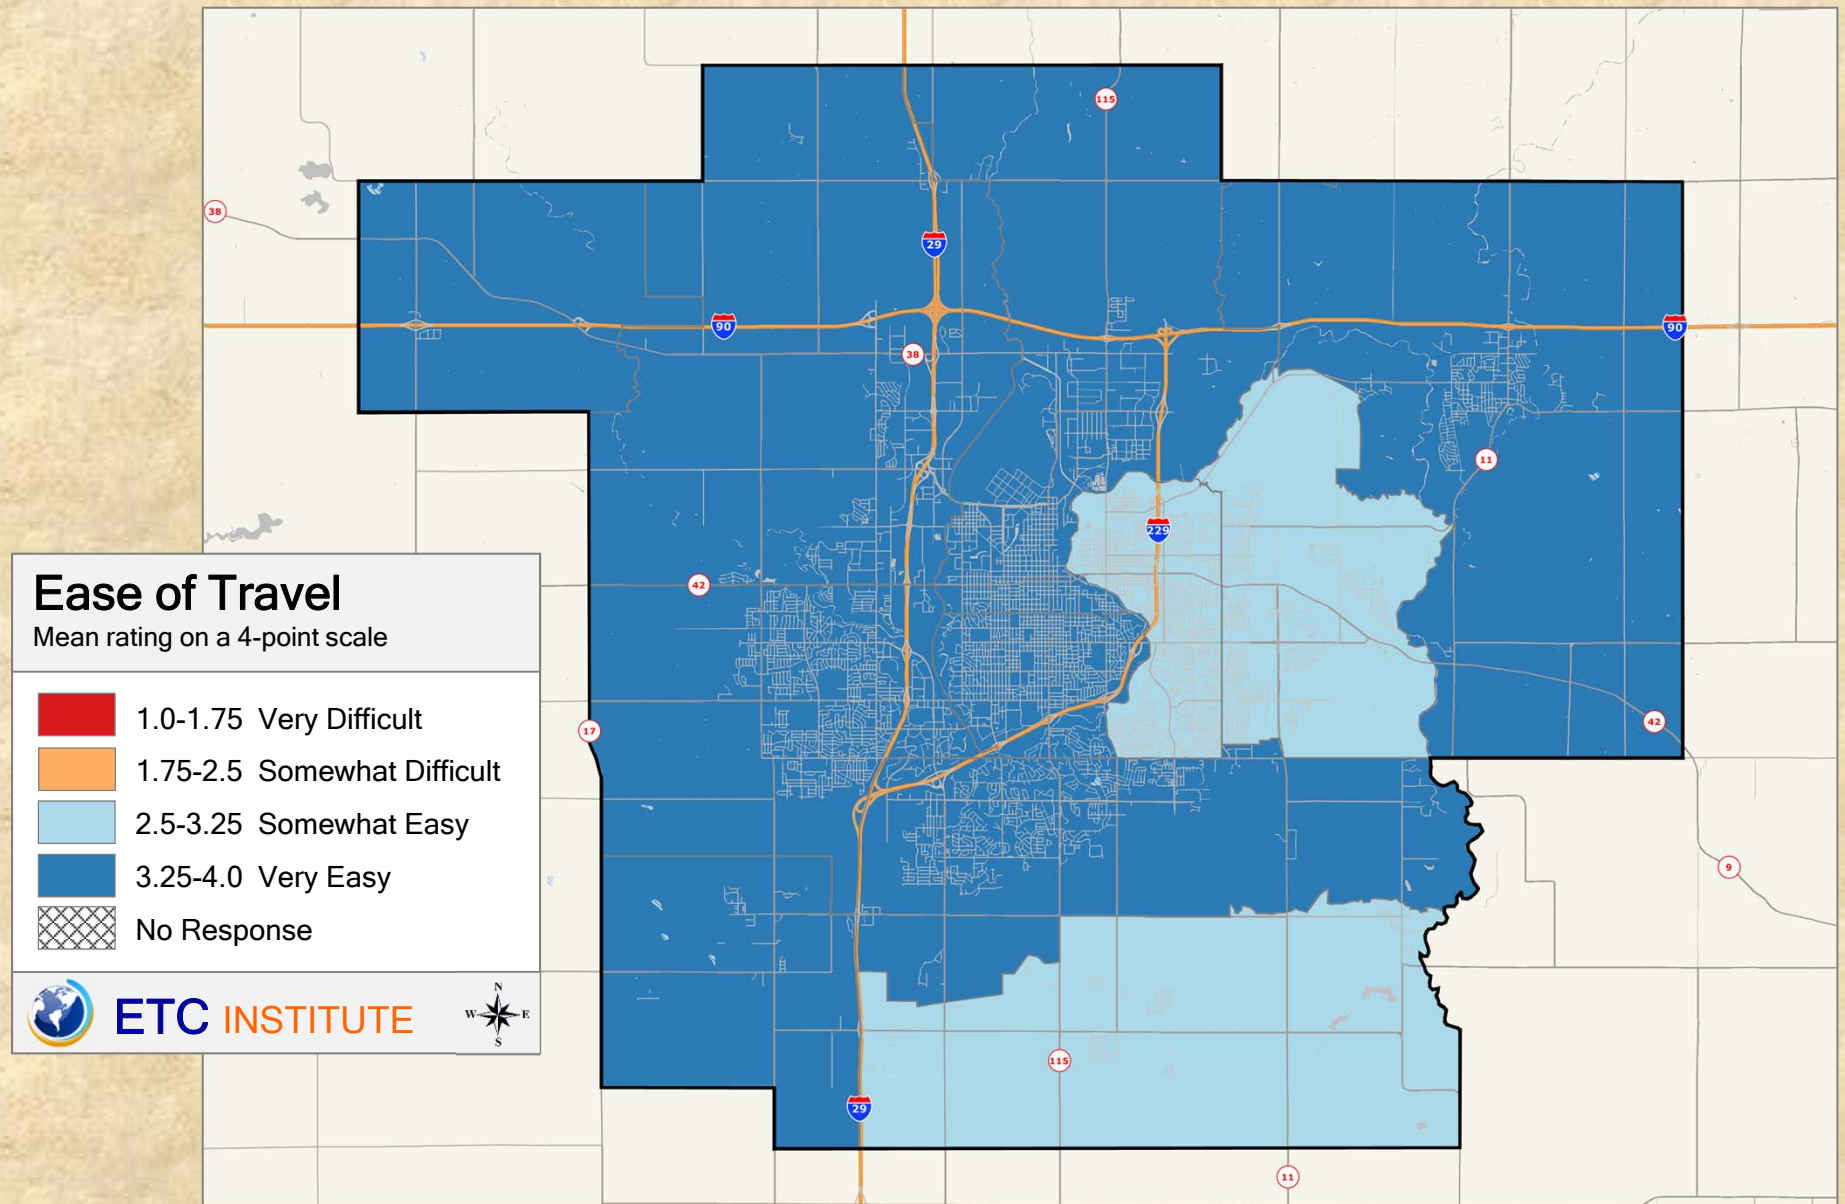 115
38
29
90
90
38
11
229
42
Ease of Travel
Mean rating on a 4-point scale
1.0-1.75 Very Difficult
1.75-2.5 Somewhat Difficult
2.5-3.25 Somewhat Easy
3.25-4.0 Very Easy
No Response
ETC INSTITUTE
N
W E
S
17
42
9
115
29
11